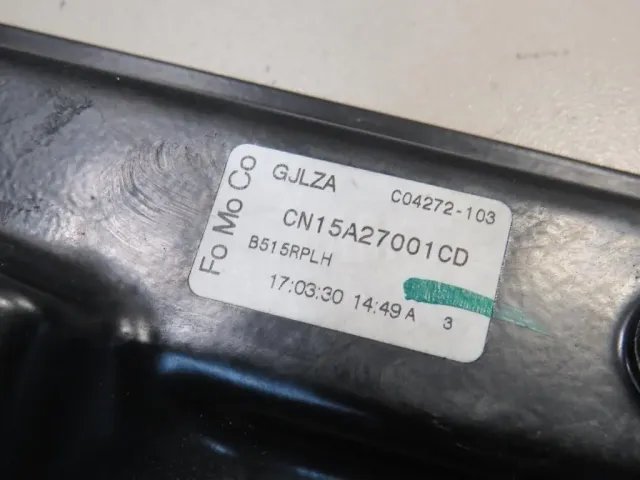 Fo Mo Co
GJLZA C04272-103
CN15A27001CD
B515RPLH
17:03:30 14:49 A 3